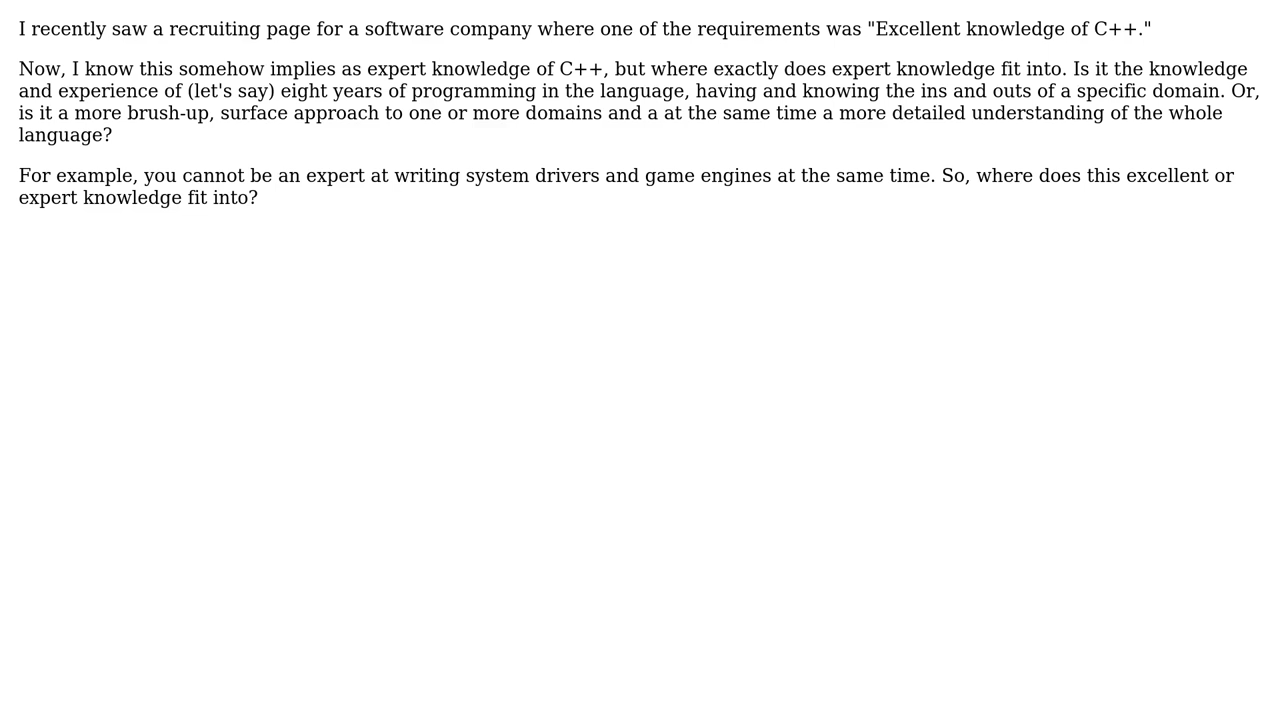 I recently saw a recruiting page for a software company where one of the requirements was "Excellent knowledge of C++."
Now, I know this somehow implies as expert knowledge of C++, but where exactly does expert knowledge fit into. Is it the knowledge
and experience of (let's say) eight years of programming in the language, having and knowing the ins and outs of a specific domain. Or,
is it a more brush-up, surface approach to one or more domains and a at the same time a more detailed understanding of the whole
language?
For example, you cannot be an expert at writing system drivers and game engines at the same time. So, where does this excellent or
expert knowledge fit into?